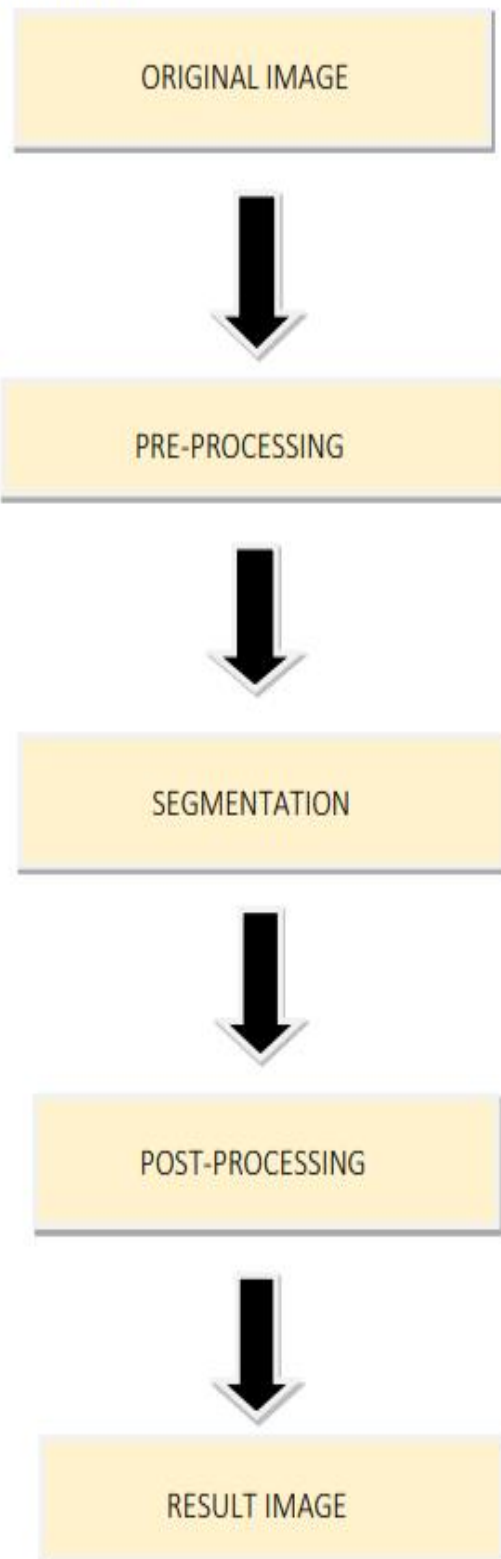 ORIGINAL IMAGE
PRE-PROCESSING
SEGMENTATION
POST-PROCESSING
RESULT IMAGE